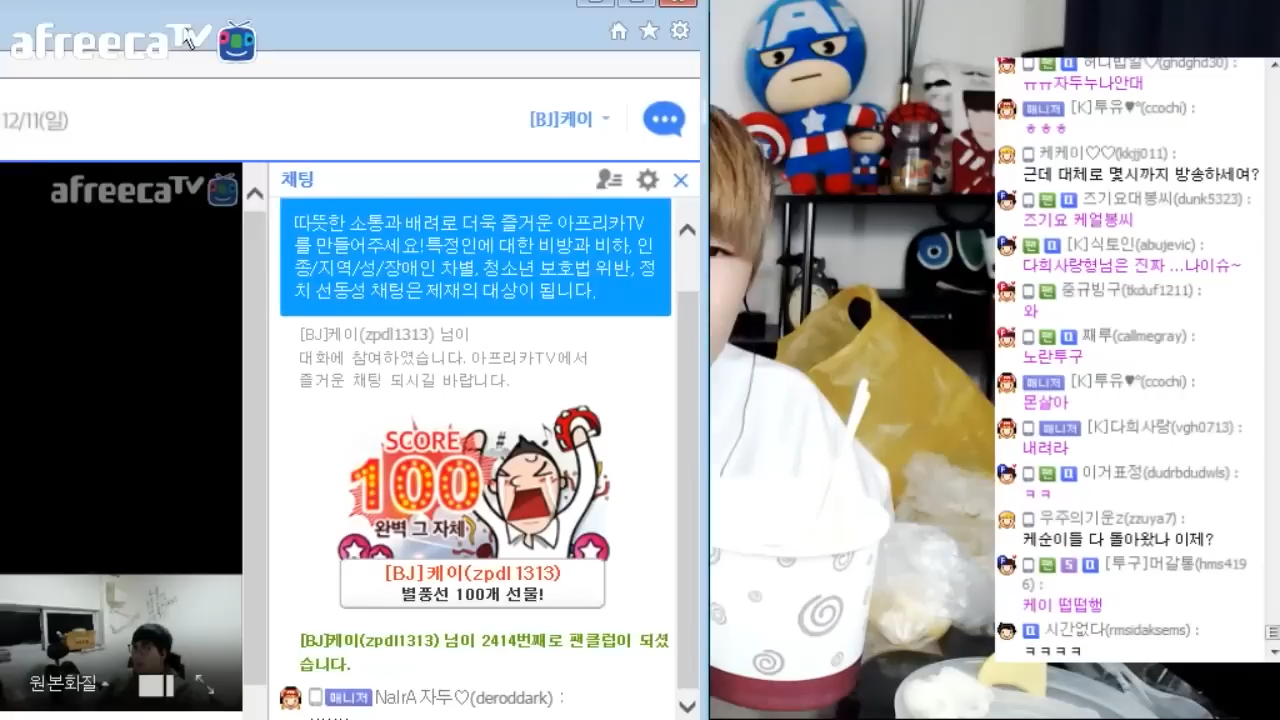 afreecaTV
12/11(일)
[BJ]케이
afreecaTV
채팅
따뜻한 소통과 배려로 더욱 즐거운 아프리카TV
를 만들어주세요!특정인에 대한 비방과 비하, 인
종/지역/성/장애인 차별, 청소년 보호법 위반, 정
치 선동성 채팅은 제재의 대상이 됩니다.
[BJ]케이(zpdl1313) 님이
대화에 참여하였습니다. 아프리카TV에서
즐거운 채팅 되시길 바랍니다.
SCORE
100
완벽 그 자체
[BJ]케이(zpdl1313)
별풍선 100개 선물!
[BJ]케이(zpdl1313) 님이 2414번째로 팬클럽이 되셨
습니다.
매니저 NaIrA 자두♡(deroddark) :
원본화질
팬 허니밥알♡(ghdghd30) :
ㅠㅠ자두누나안대
매니저 [K]투유♥°(ccochi) :
ㅎㅎㅎ
케케이♡♡(kkjj011) :
근데 대체로 몇시까지 방송하세여?
팬 즈기요대봉씨(dunk5323) :
즈기요 케얼봉씨
팬 [K]식토인(abujevic) :
다희사랑형님은 진짜 ...나이슈~
팬 중규빙구(tkduf1211) :
와
팬 째루(callmegray) :
노란투구
매니저 [K]투유♥°(ccochi) :
몬살아
매니저 [K]다희사랑(vgh0713) :
내려라
팬 이거표정(dudrbdudwls) :
ㅋㅋ
우주의기운z(zzuya7) :
케순이들 다 돌아왔나 이제?
팬 S [투구]머갈통(hms419
6) :
케이 떱떱행
시간없다(rmsidaksems) :
ㅋㅋㅋㅋ